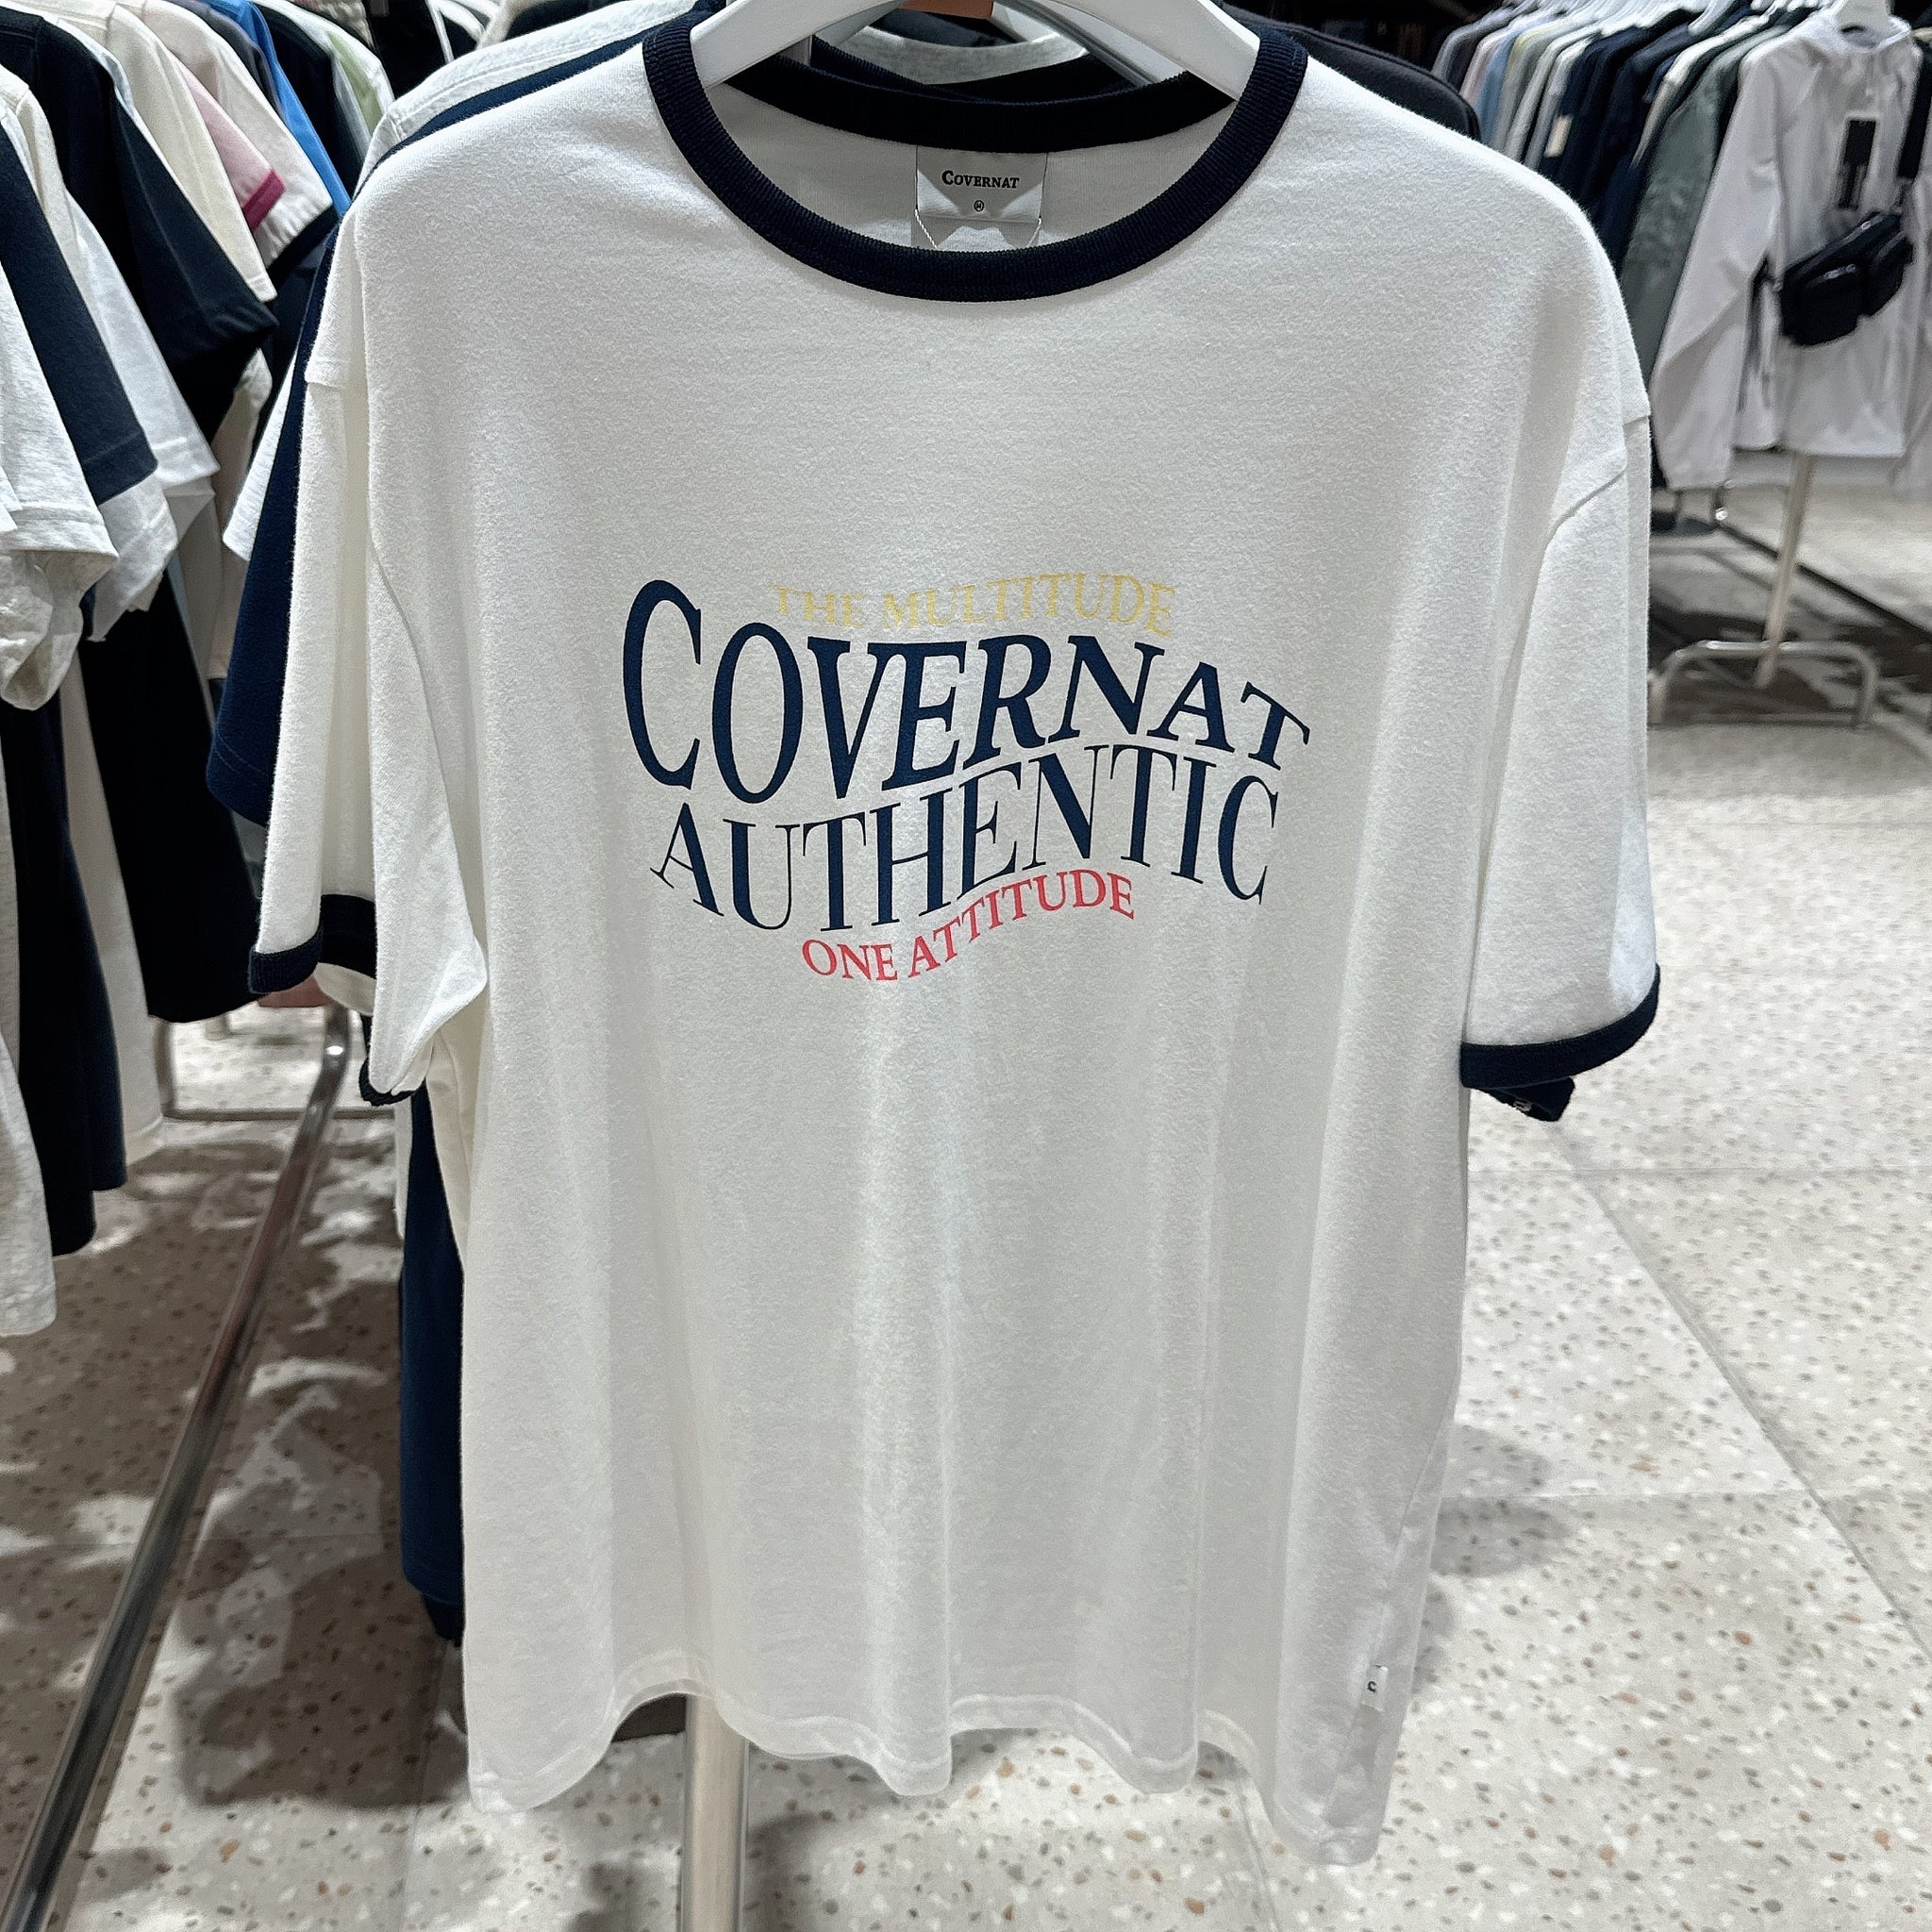 COVERNAT
THE MULTITUDE
COVERNAT
AUTHENTIC
ONE ATTITUDE